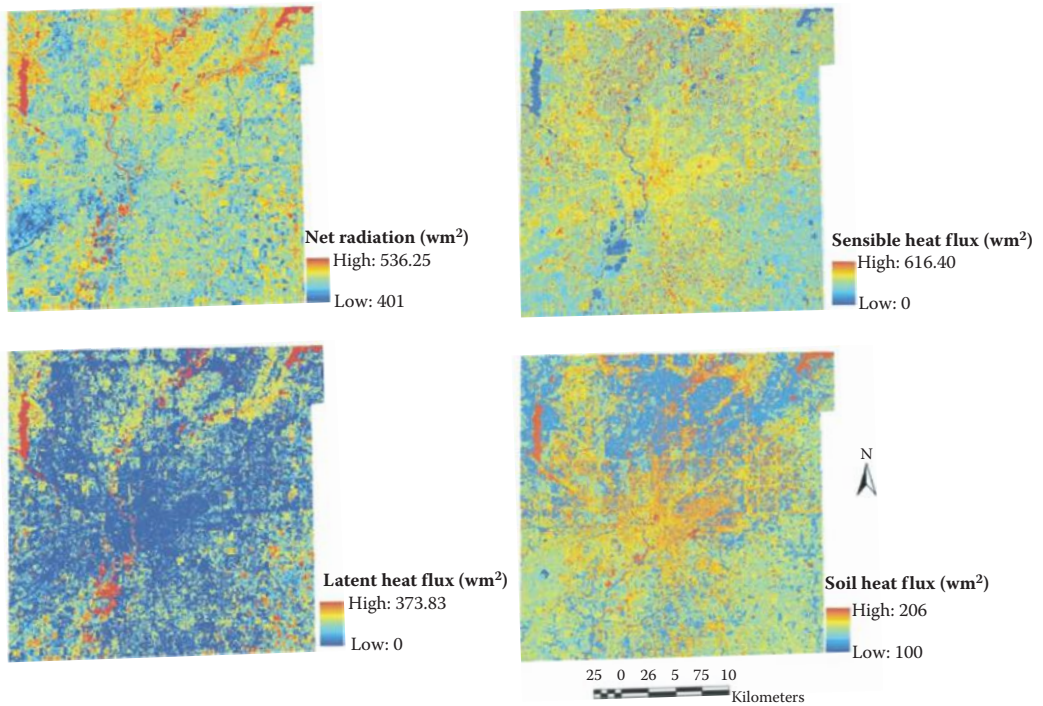 Net radiation (wm²)
High: 536.25
Low: 401
Sensible heat flux (wm²)
High: 616.40
Low: 0
Latent heat flux (wm²)
High: 373.83
Low: 0
N
Soil heat flux (wm²)
High: 206
Low: 100
25 0 26 5 75 10
Kilometers